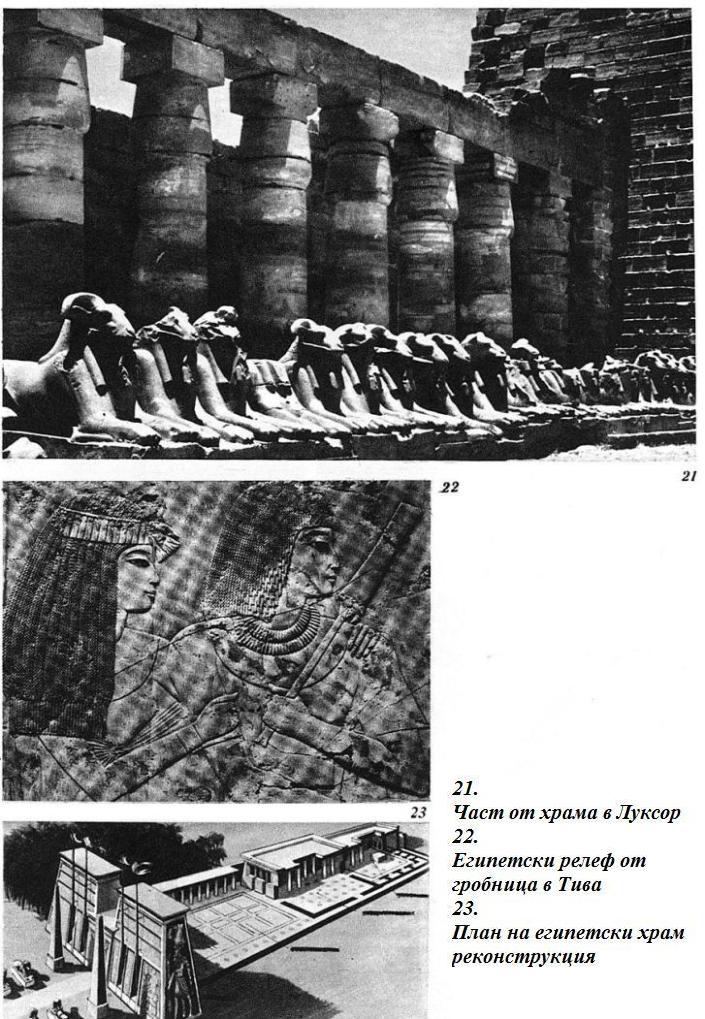 21
22
23
21.
Част от храма в Луксор
22.
Египетски релеф от
гробница в Тива
23.
План на египетски храм
реконструкция